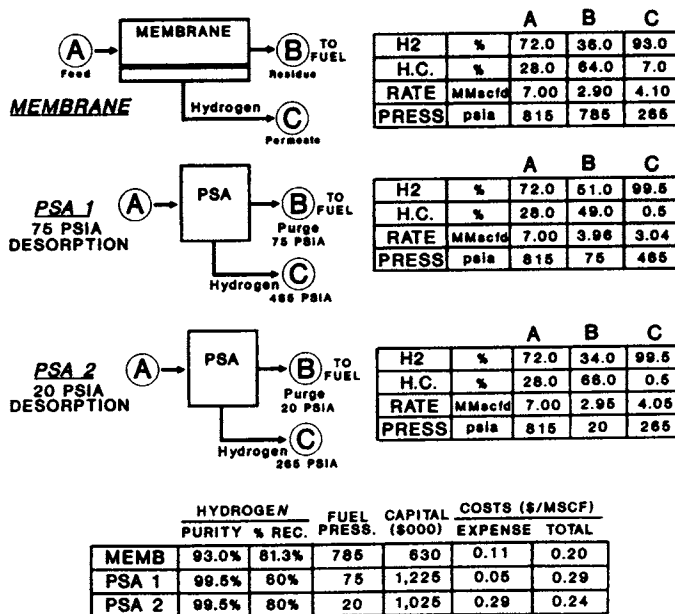 A B C
MEMBRANE
A B TO FUEL
Feed Residue
MEMBRANE
Hydrogen C
Permeate
H2 % 72.0 36.0 93.0
H.C. % 28.0 64.0 7.0
RATE MMscfd 7.00 2.90 4.10
PRESS psia 815 785 265
A B C
PSA 1
75 PSIA
DESORPTION
A PSA B TO FUEL
Purge
75 PSIA
Hydrogen C
465 PSIA
H2 % 72.0 51.0 99.5
H.C. % 28.0 49.0 0.5
RATE MMscfd 7.00 3.96 3.04
PRESS psia 815 75 465
A B C
PSA 2
20 PSIA
DESORPTION
A PSA B TO FUEL
Purge
20 PSIA
Hydrogen C
265 PSIA
H2 % 72.0 34.0 99.5
H.C. % 28.0 66.0 0.5
RATE MMscfd 7.00 2.95 4.05
PRESS psia 815 20 265
HYDROGEN FUEL PRESS. CAPITAL ($000) COSTS ($/MSCF)
PURITY % REC. EXPENSE TOTAL
MEMB 93.0% 81.3% 785 630 0.11 0.20
PSA 1 99.5% 60% 75 1,225 0.05 0.29
PSA 2 99.5% 80% 20 1,025 0.29 0.24